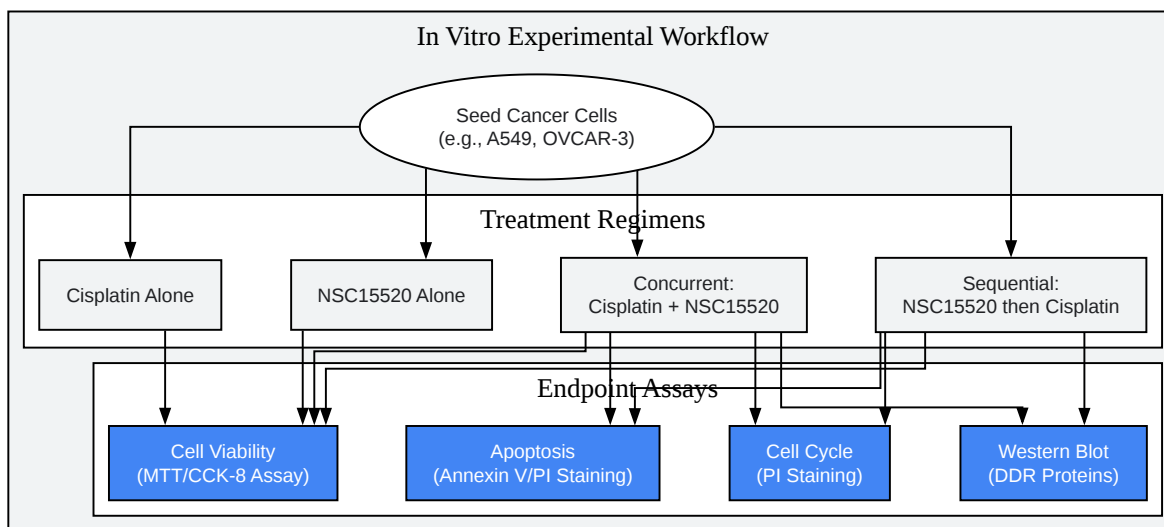 In Vitro Experimental Workflow
Seed Cancer Cells
(e.g., A549, OVCAR-3)
Treatment Regimens
Cisplatin Alone
NSC15520 Alone
Concurrent:
Cisplatin + NSC15520
Sequential:
NSC15520 then Cisplatin
Endpoint Assays
Cell Viability
(MTT/CCK-8 Assay)
Apoptosis
(Annexin V/PI Staining)
Cell Cycle
(PI Staining)
Western Blot
(DDR Proteins)